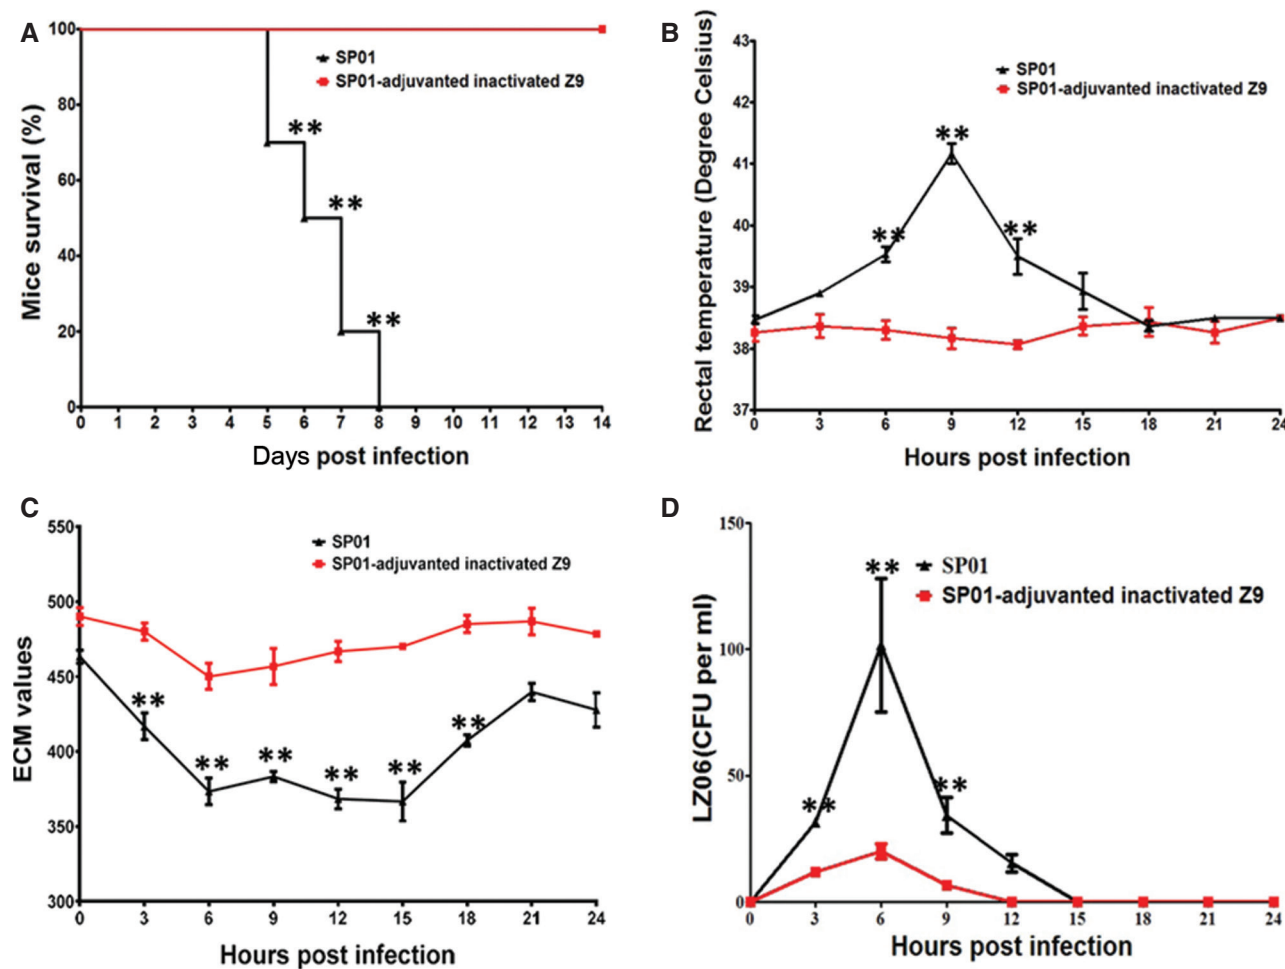 A
Mice survival (%)
100
80
60
40
20
0
SP01
SP01-adjuvanted inactivated Z9
**
**
**
0 1 2 3 4 5 6 7 8 9 10 11 12 13 14
Days post infection
B
Rectal temperature (Degree Celsius)
43
42
41
40
39
38
37
SP01
SP01-adjuvanted inactivated Z9
**
**
**
0 3 6 9 12 15 18 21 24
Hours post infection
C
ECM values
550
500
450
400
350
300
SP01
SP01-adjuvanted inactivated Z9
**
**
**
**
**
**
0 3 6 9 12 15 18 21 24
Hours post infection
D
LZ06(CFU per ml)
150
100
50
0
SP01
SP01-adjuvanted inactivated Z9
**
**
**
0 3 6 9 12 15 18 21 24
Hours post infection